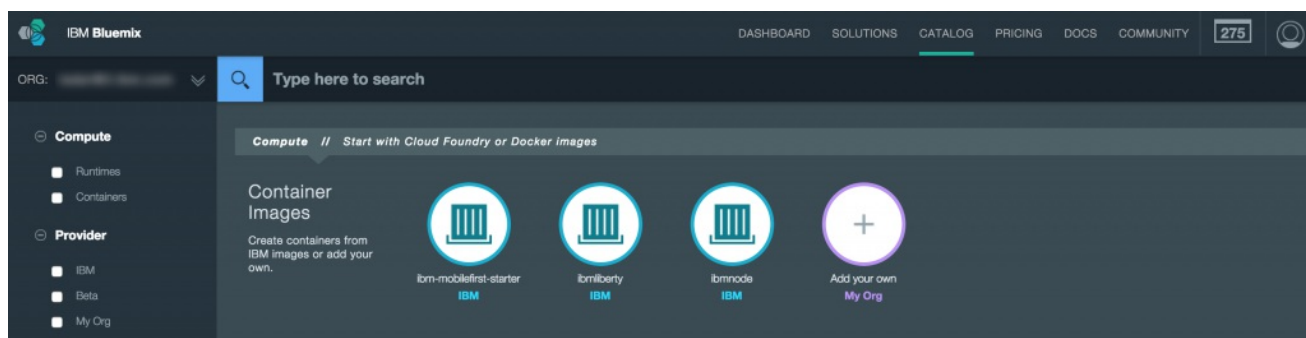 IBM Bluemix
DASHBOARD SOLUTIONS CATALOG PRICING DOCS COMMUNITY 275
ORG:
Type here to search
Compute
Runtimes
Containers
Provider
IBM
Beta
My Org
Compute // Start with Cloud Foundry or Docker images
Container
Images
Create containers from
IBM images or add your
own.
ibm-mobilefirst-starter
IBM
ibmliberty
IBM
ibmnode
IBM
Add your own
My Org